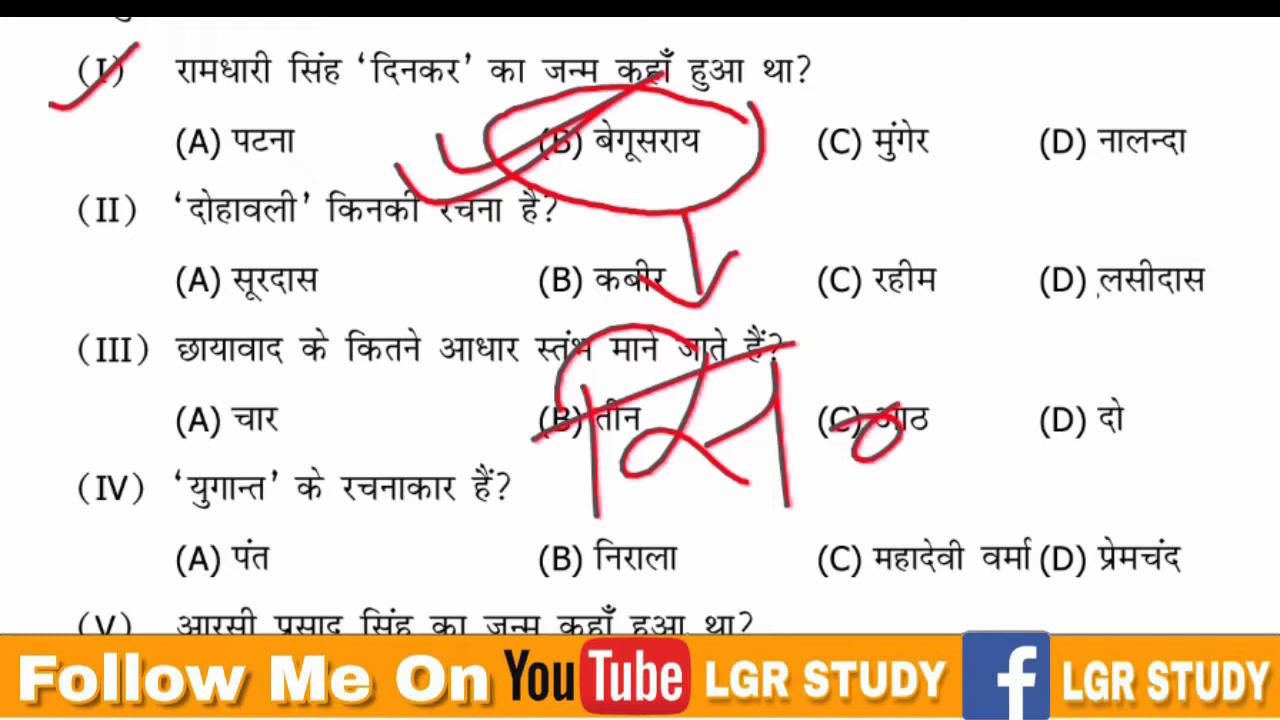 (I) रामधारी सिंह ‘दिनकर’ का जन्म कहाँ हुआ था?
(A) पटना (B) बेगूसराय (C) मुंगेर (D) नालन्दा
(II) ‘दोहावली’ किनकी रचना है?
(A) सूरदास (B) कबीर (C) रहीम (D) लसीदास
(III) छायावाद के कितने आधार स्तंभ माने जाते हैं?
(A) चार (B) तीन (C) आठ (D) दो
(IV) ‘युगान्त’ के रचनाकार हैं?
(A) पंत (B) निराला (C) महादेवी वर्मा (D) प्रेमचंद
(V) आरसी प्रसाद सिंह का जन्म कहाँ हुआ था?
Follow Me On YouTube LGR STUDY f LGR STUDY